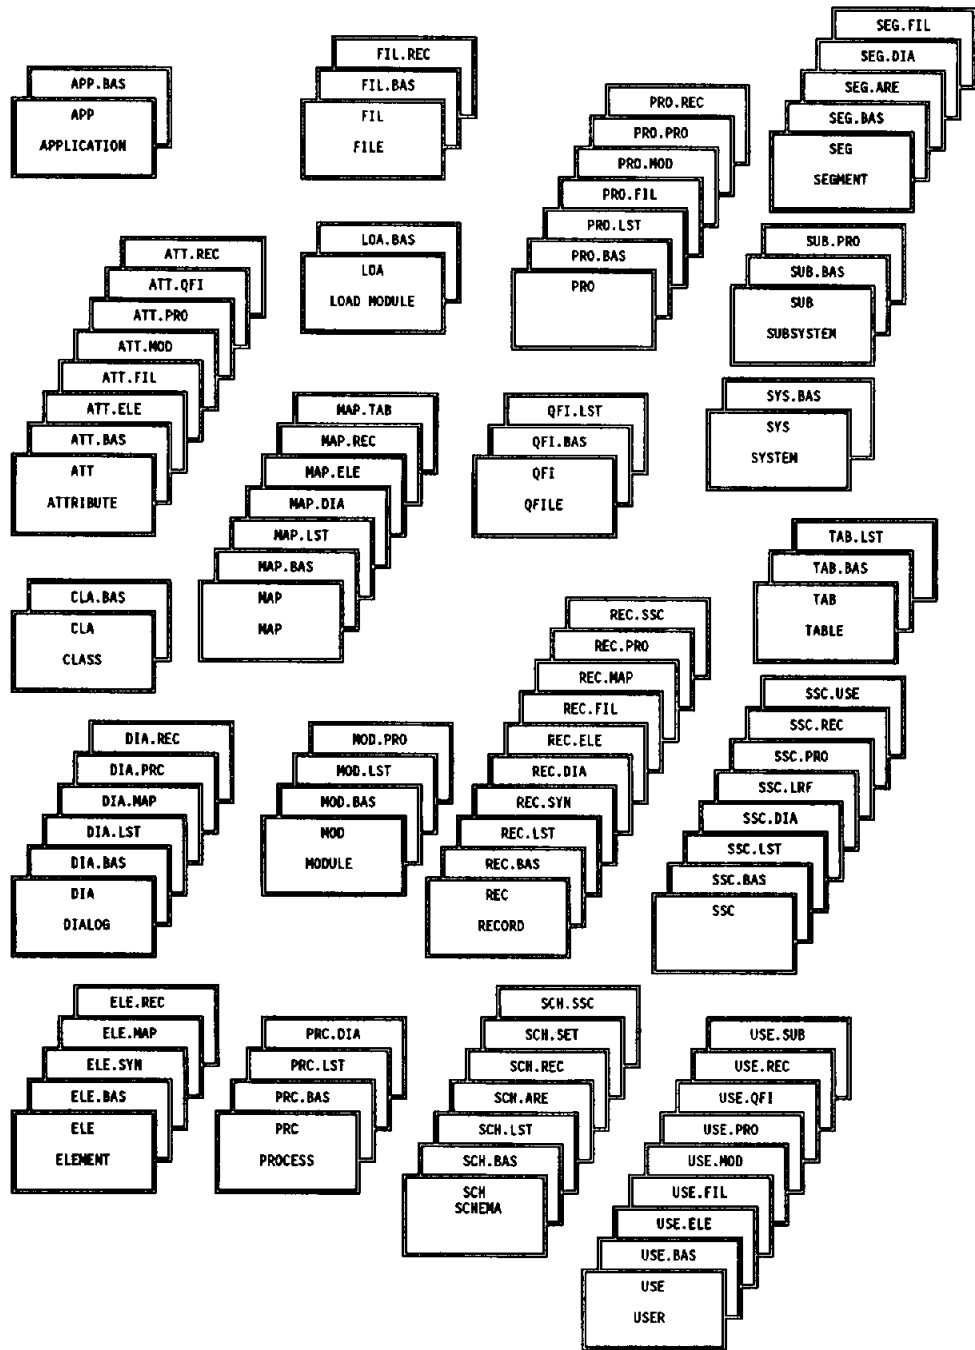 APP.BAS
APP
APPLICATION
FIL.REC
FIL.BAS
FIL
FILE
PRO.REC
PRO.PRO
PRO.MOD
PRO.FIL
PRO.LST
PRO.BAS
PRO
SEG.FIL
SEG.DIA
SEG.ARE
SEG.BAS
SEG
SEGMENT
ATT.REC
ATT.QFI
ATT.PRO
ATT.MOD
ATT.FIL
ATT.ELE
ATT.BAS
ATT
ATTRIBUTE
LOA.BAS
LOA
LOAD MODULE
SUB.PRO
SUB.BAS
SUB
SUBSYSTEM
MAP.TAB
MAP.REC
MAP.ELE
MAP.DIA
MAP.LST
MAP.BAS
MAP
MAP
QFI.LST
QFI.BAS
QFI
QFILE
SYS.BAS
SYS
SYSTEM
CLA.BAS
CLA
CLASS
TAB.LST
TAB.BAS
TAB
TABLE
DIA.REC
DIA.PRC
DIA.MAP
DIA.LST
DIA.BAS
DIA
DIALOG
MOD.PRO
MOD.LST
MOD.BAS
MOD
MODULE
REC.SSC
REC.PRO
REC.MAP
REC.FIL
REC.ELE
REC.DIA
REC.SYN
REC.LST
REC.BAS
REC
RECORD
SSC.USE
SSC.REC
SSC.PRO
SSC.LRF
SSC.DIA
SSC.LST
SSC.BAS
SSC
ELE.REC
ELE.MAP
ELE.SYN
ELE.BAS
ELE
ELEMENT
PRC.DIA
PRC.LST
PRC.BAS
PRC
PROCESS
SCH.SSC
SCH.SET
SCH.REC
SCH.ARE
SCH.LST
SCH.BAS
SCH
SCHEMA
USE.SUB
USE.REC
USE.QFI
USE.PRO
USE.MOD
USE.FIL
USE.ELE
USE.BAS
USE
USER